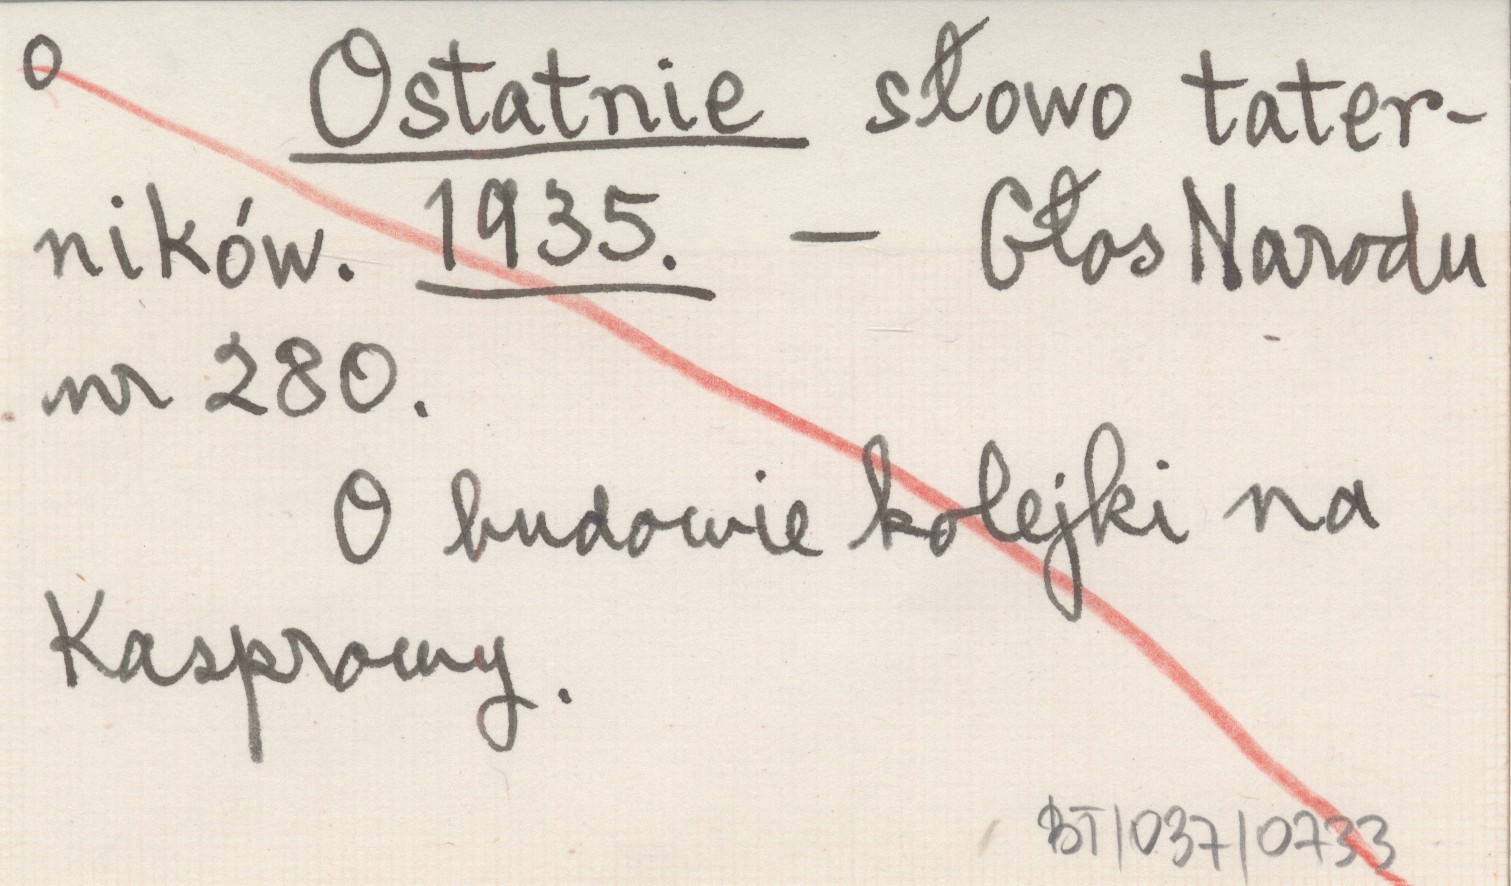 O Ostatnie słowo tater-
ników. 1935. — Głos Narodu
nr 280.
O budowie kolejki na
Kasprowy.
BT/037/0733